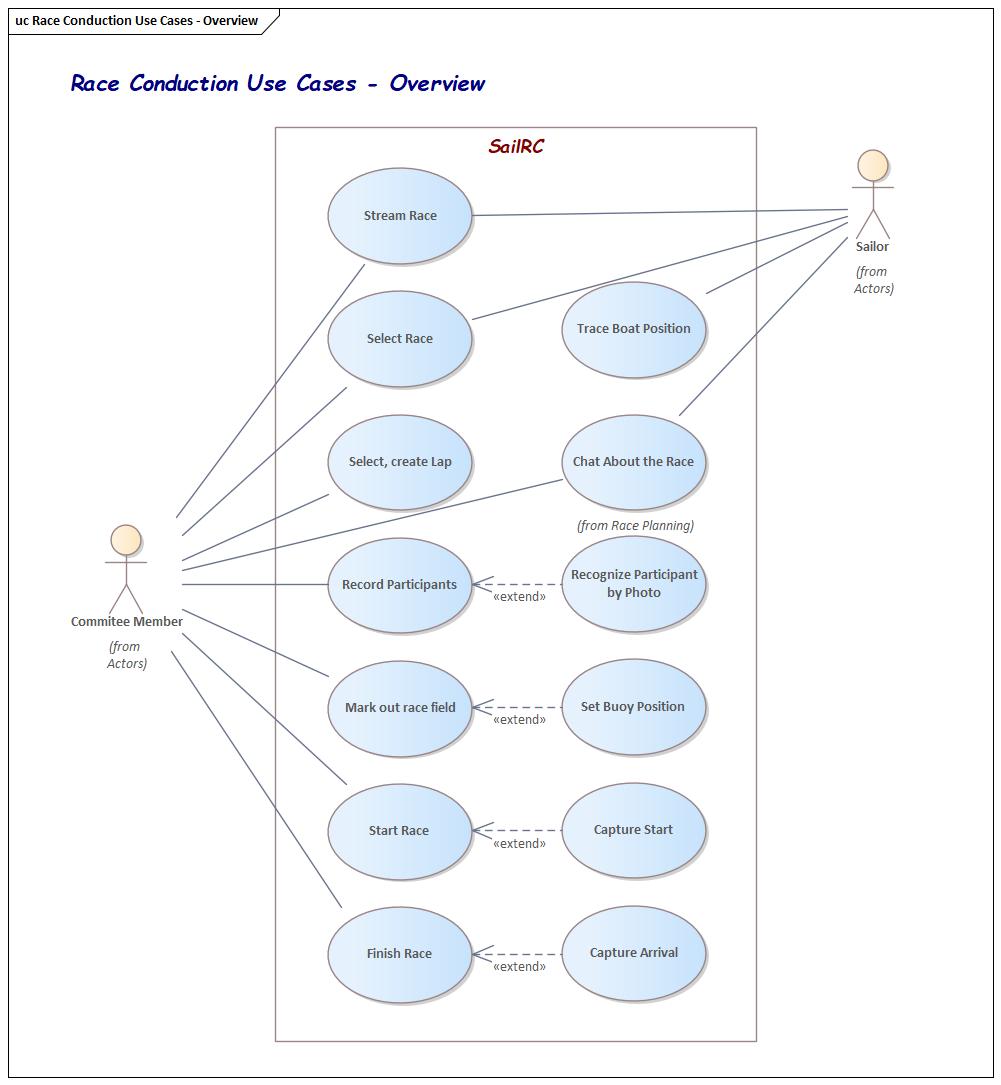 uc Race Conduction Use Cases - Overview
Race Conduction Use Cases - Overview
SailRC
Stream Race
Sailor
(from
Actors)
Select Race
Trace Boat Position
Select, create Lap
Chat About the Race
(from Race Planning)
Commitee Member
(from
Actors)
Record Participants
«extend»
Recognize Participant
by Photo
Mark out race field
«extend»
Set Buoy Position
Start Race
«extend»
Capture Start
Finish Race
«extend»
Capture Arrival